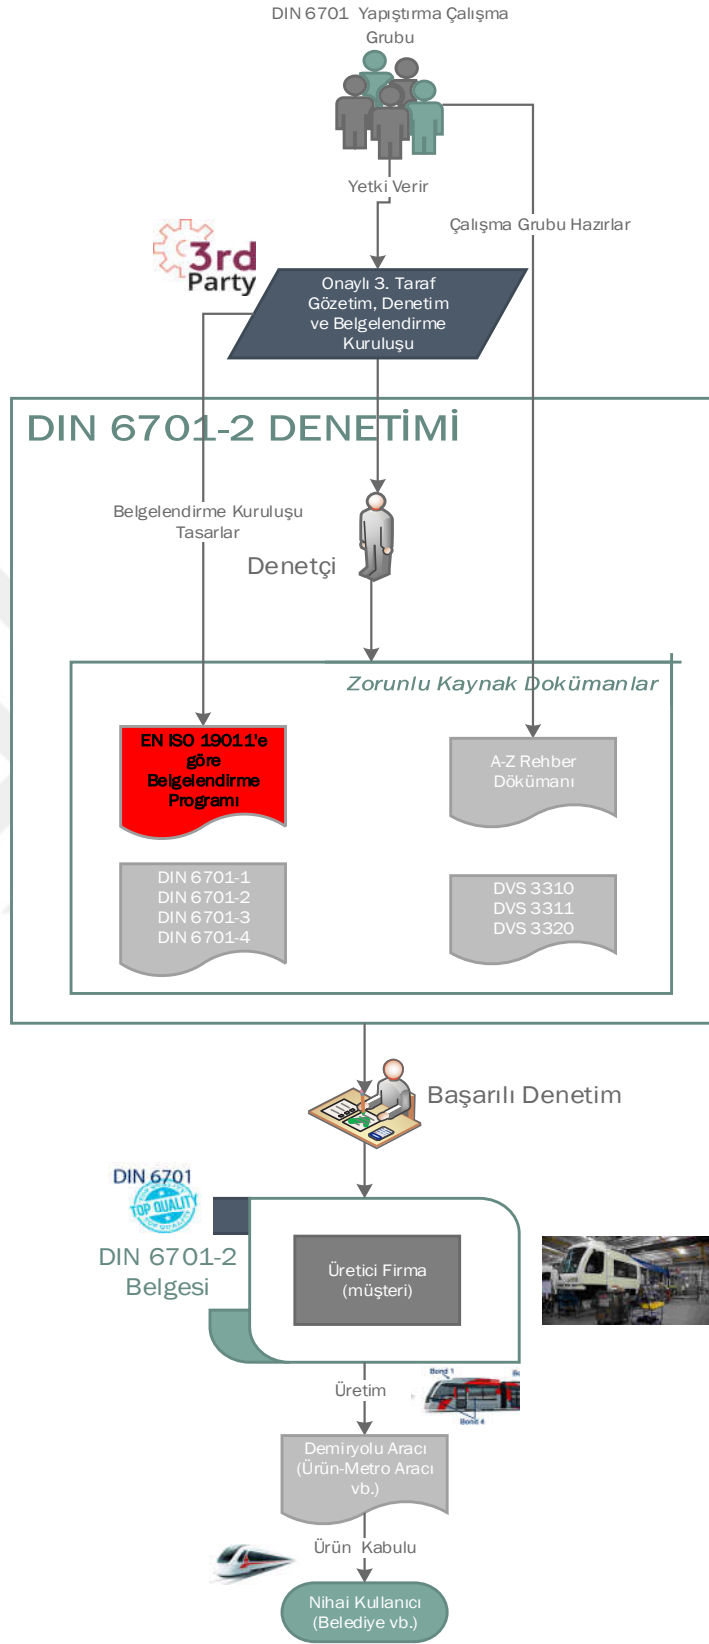 DIN 6701 Yapıştırma Çalışma
Grubu
Yetki Verir
Çalışma Grubu Hazırlar
3rd
Party
Onaylı 3. Taraf
Gözetim, Denetim
ve Belgelendirme
Kuruluşu
DIN 6701-2 DENETİMİ
Belgelendirme Kuruluşu
Tasarlar
Denetçi
Zorunlu Kaynak Dokümanlar
EN ISO 19011'e
göre
Belgelendirme
Programı
A-Z Rehber
Dökümanı
DIN 6701-1
DIN 6701-2
DIN 6701-3
DIN 6701-4
DVS 3310
DVS 3311
DVS 3320
Başarılı Denetim
DIN 6701
TOP QUALITY
DIN 6701-2
Belgesi
Üretici Firma
(müşteri)
Üretim
Bond 1
Bond 4
Demiryolu Aracı
(Ürün-Metro Aracı
vb.)
Ürün Kabulu
Nihai Kullanıcı
(Belediye vb.)